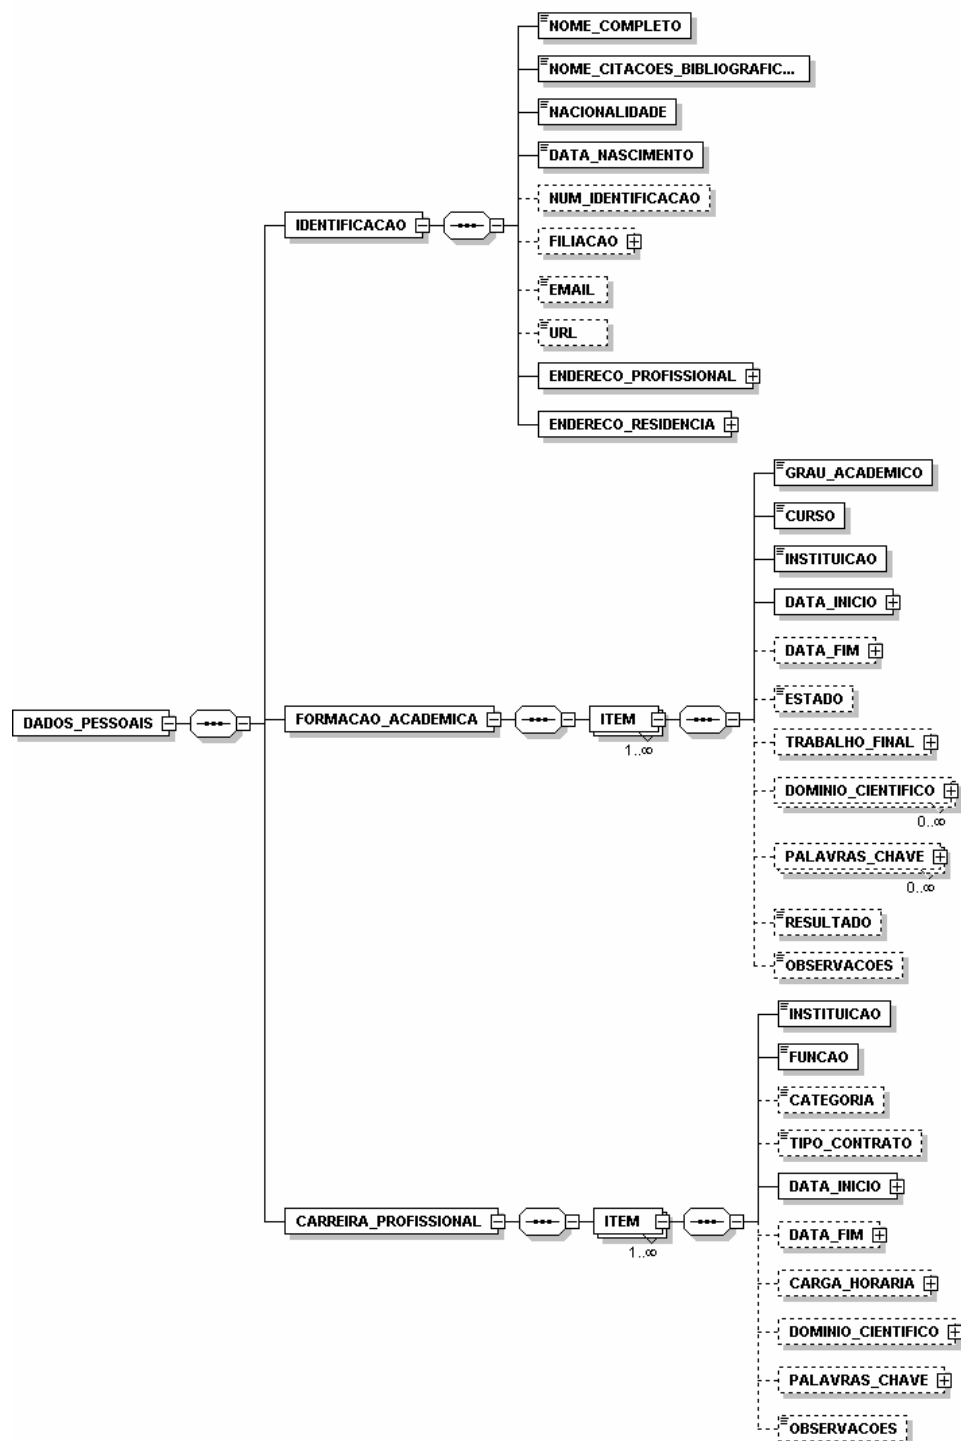 NOME_COMPLETO
NOME_CITACOES_BIBLIOGRAFIC...
NACIONALIDADE
DATA_NASCIMENTO
NUM_IDENTIFICACAO
IDENTIFICACAO
FILIACAO
EMAIL
URL
ENDERECO_PROFISSIONAL
ENDERECO_RESIDENCIA
GRAU_ACADEMICO
CURSO
INSTITUICAO
DATA_INICIO
DATA_FIM
ESTADO
DADOS_PESSOAIS
FORMACAO_ACADEMICA
ITEM
1..∞
TRABALHO_FINAL
DOMINIO_CIENTIFICO
0..∞
PALAVRAS_CHAVE
0..∞
RESULTADO
OBSERVACOES
INSTITUICAO
FUNCAO
CATEGORIA
TIPO_CONTRATO
DATA_INICIO
CARREIRA_PROFISSIONAL
ITEM
1..∞
DATA_FIM
CARGA_HORARIA
DOMINIO_CIENTIFICO
PALAVRAS_CHAVE
OBSERVACOES